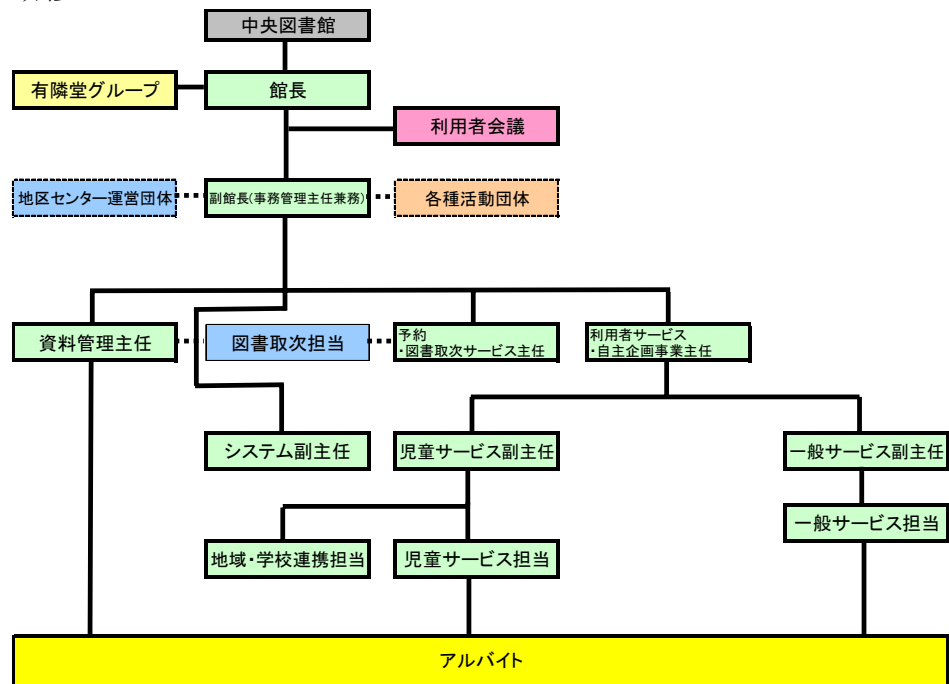 中央図書館
有隣堂グループ
館長
利用者会議
地区センター運営団体
副館長(事務管理主任兼務)
各種活動団体
資料管理主任
図書取次担当
予約
・図書取次サービス主任
利用者サービス
・自主企画事業主任
システム副主任
児童サービス副主任
一般サービス副主任
一般サービス担当
地域・学校連携担当
児童サービス担当
アルバイト